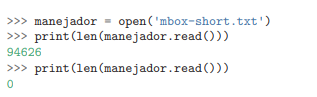 >>> manejador = open('mbox-short.txt')
>>> print(len(manejador.read()))
94626
>>> print(len(manejador.read()))
0